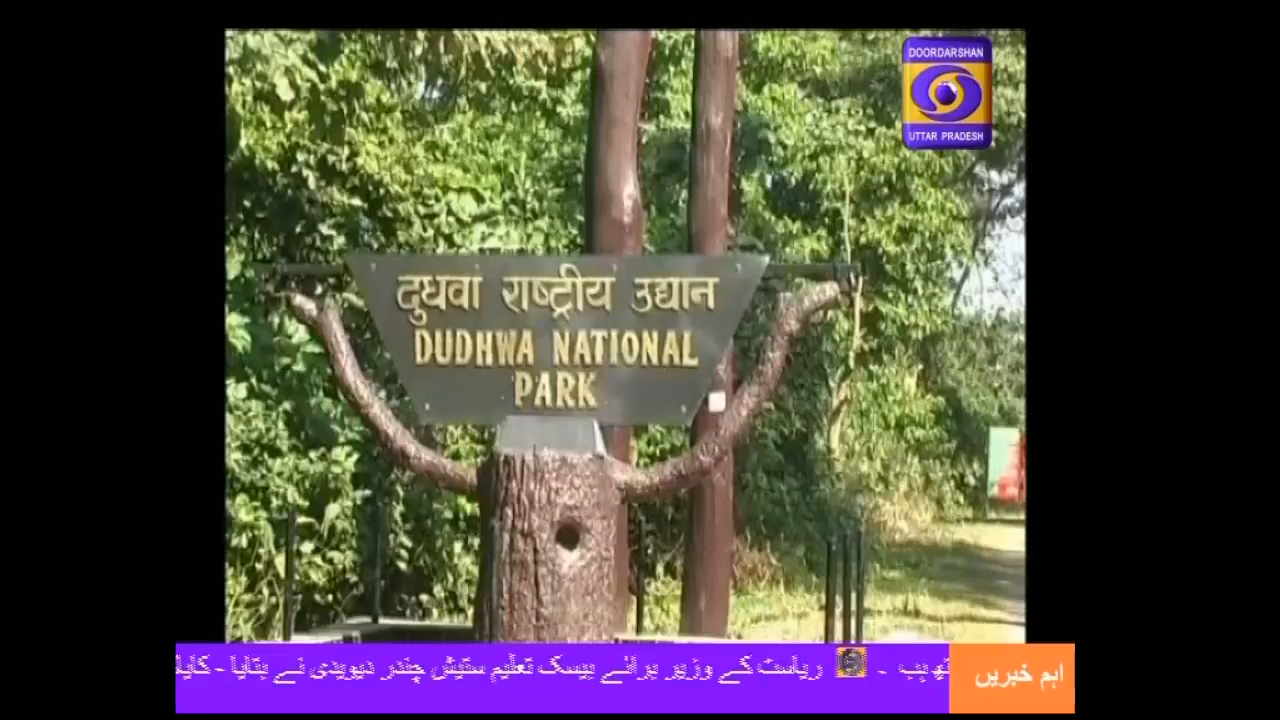 DOORDARSHAN
UTTAR PRADESH
दुधवा राष्ट्रीय उद्यान
DUDHWA NATIONAL
PARK
اہم خبریں
ریاست کے وزیر برائے بیسک تعلیم ستیش چندر دیویدی نے بتایا -